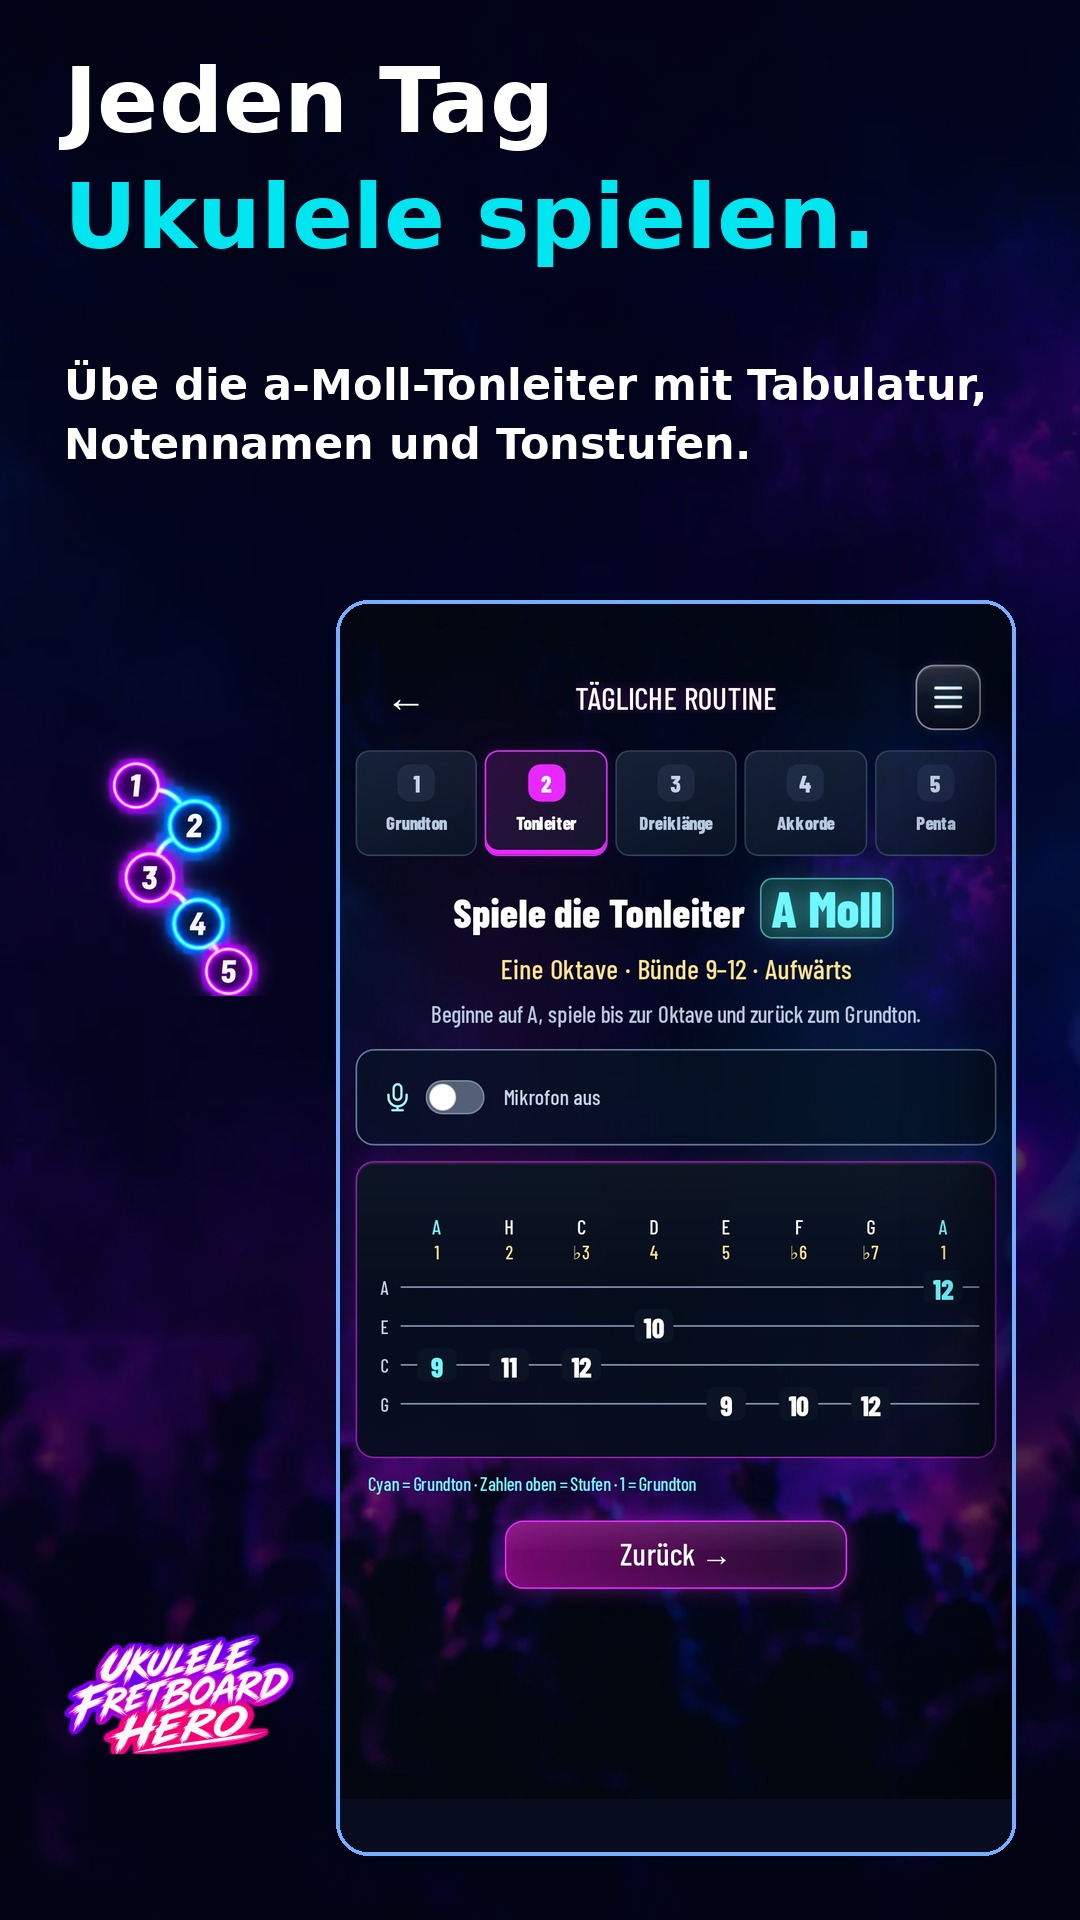 Jeden Tag
Ukulele spielen.
Übe die a-Moll-Tonleiter mit Tabulatur,
Notennamen und Tonstufen.
← TÄGLICHE ROUTINE
1 2 3 4 5
Grundton Tonleiter Dreiklänge Akkorde Penta
Spiele die Tonleiter A Moll
Eine Oktave · Bünde 9–12 · Aufwärts
Beginne auf A, spiele bis zur Oktave und zurück zum Grundton.
Mikrofon aus
A H C D E F G A
1 2 ♭3 4 5 ♭6 ♭7 1
A 12
E 10
C 9 11 12
G 9 10 12
Cyan = Grundton · Zahlen oben = Stufen · 1 = Grundton
Zurück →
1
2
3
4
5
UKULELE
FRETBOARD
HERO